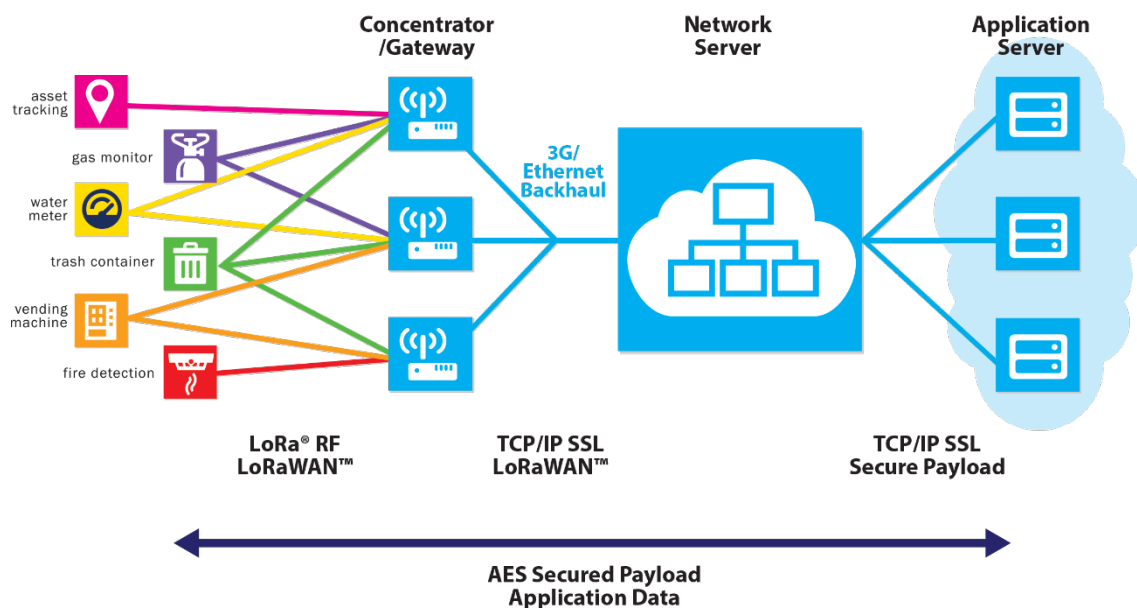 Concentrator
/Gateway
Network
Server
Application
Server
asset
tracking
gas monitor
water
meter
trash container
vending
machine
fire detection
3G/
Ethernet
Backhaul
LoRa® RF
LoRaWAN™
TCP/IP SSL
LoRaWAN™
TCP/IP SSL
Secure Payload
AES Secured Payload
Application Data